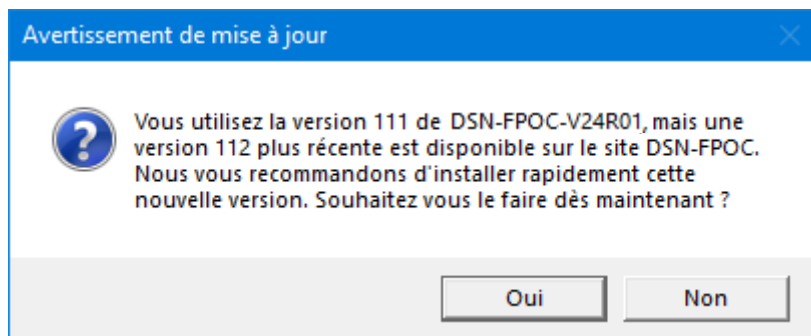 Avertissement de mise à jour
Vous utilisez la version 111 de DSN-FPOC-V24R01, mais une
version 112 plus récente est disponible sur le site DSN-FPOC.
Nous vous recommandons d'installer rapidement cette
nouvelle version. Souhaitez vous le faire dès maintenant ?
Oui
Non